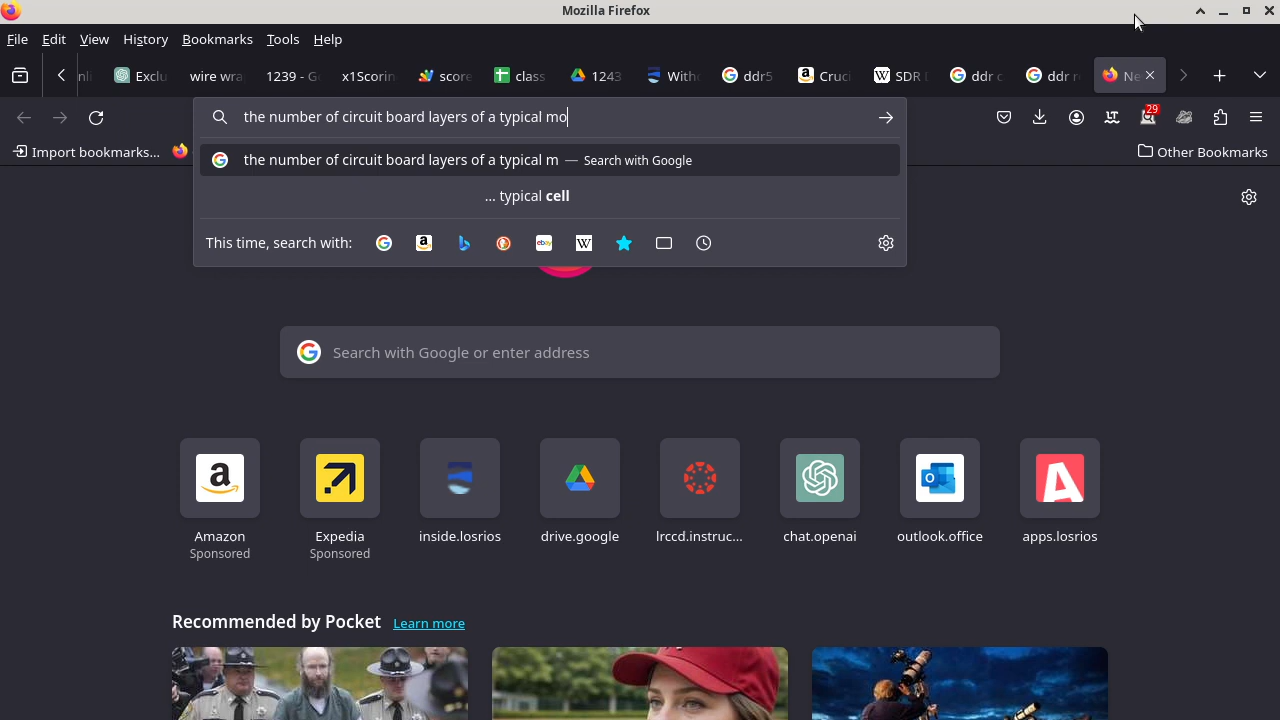 Mozilla Firefox
File Edit View History Bookmarks Tools Help
Exclu wire wra 1239 - G x1Scorin score class 1243 With ddr5 Cruci SDR ddr c ddr r Ne
the number of circuit board layers of a typical mo
29
Import bookmarks...
Other Bookmarks
the number of circuit board layers of a typical m — Search with Google
... typical cell
This time, search with:
ebay W
Search with Google or enter address
Amazon Expedia inside.losrios drive.google lrccd.instruc... chat.openai outlook.office apps.losrios
Sponsored Sponsored
Recommended by Pocket Learn more